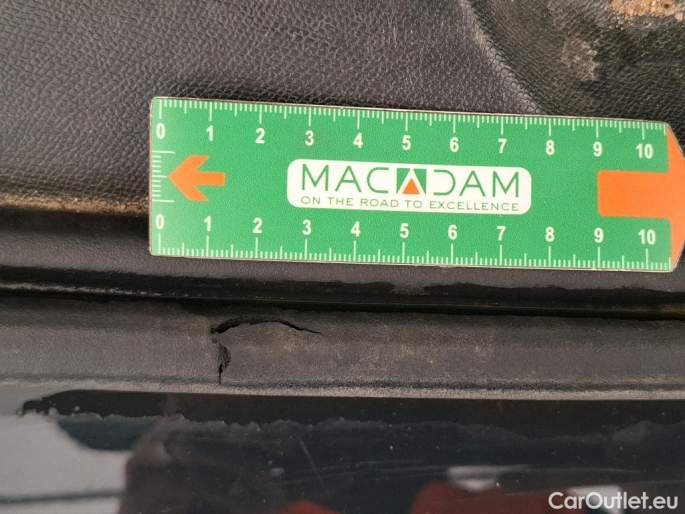 0 1 2 3 4 5 6 7 8 9 10
MACADAM
ON THE ROAD TO EXCELLENCE
0 1 2 3 4 5 6 7 8 9 10
CarOutlet.eu